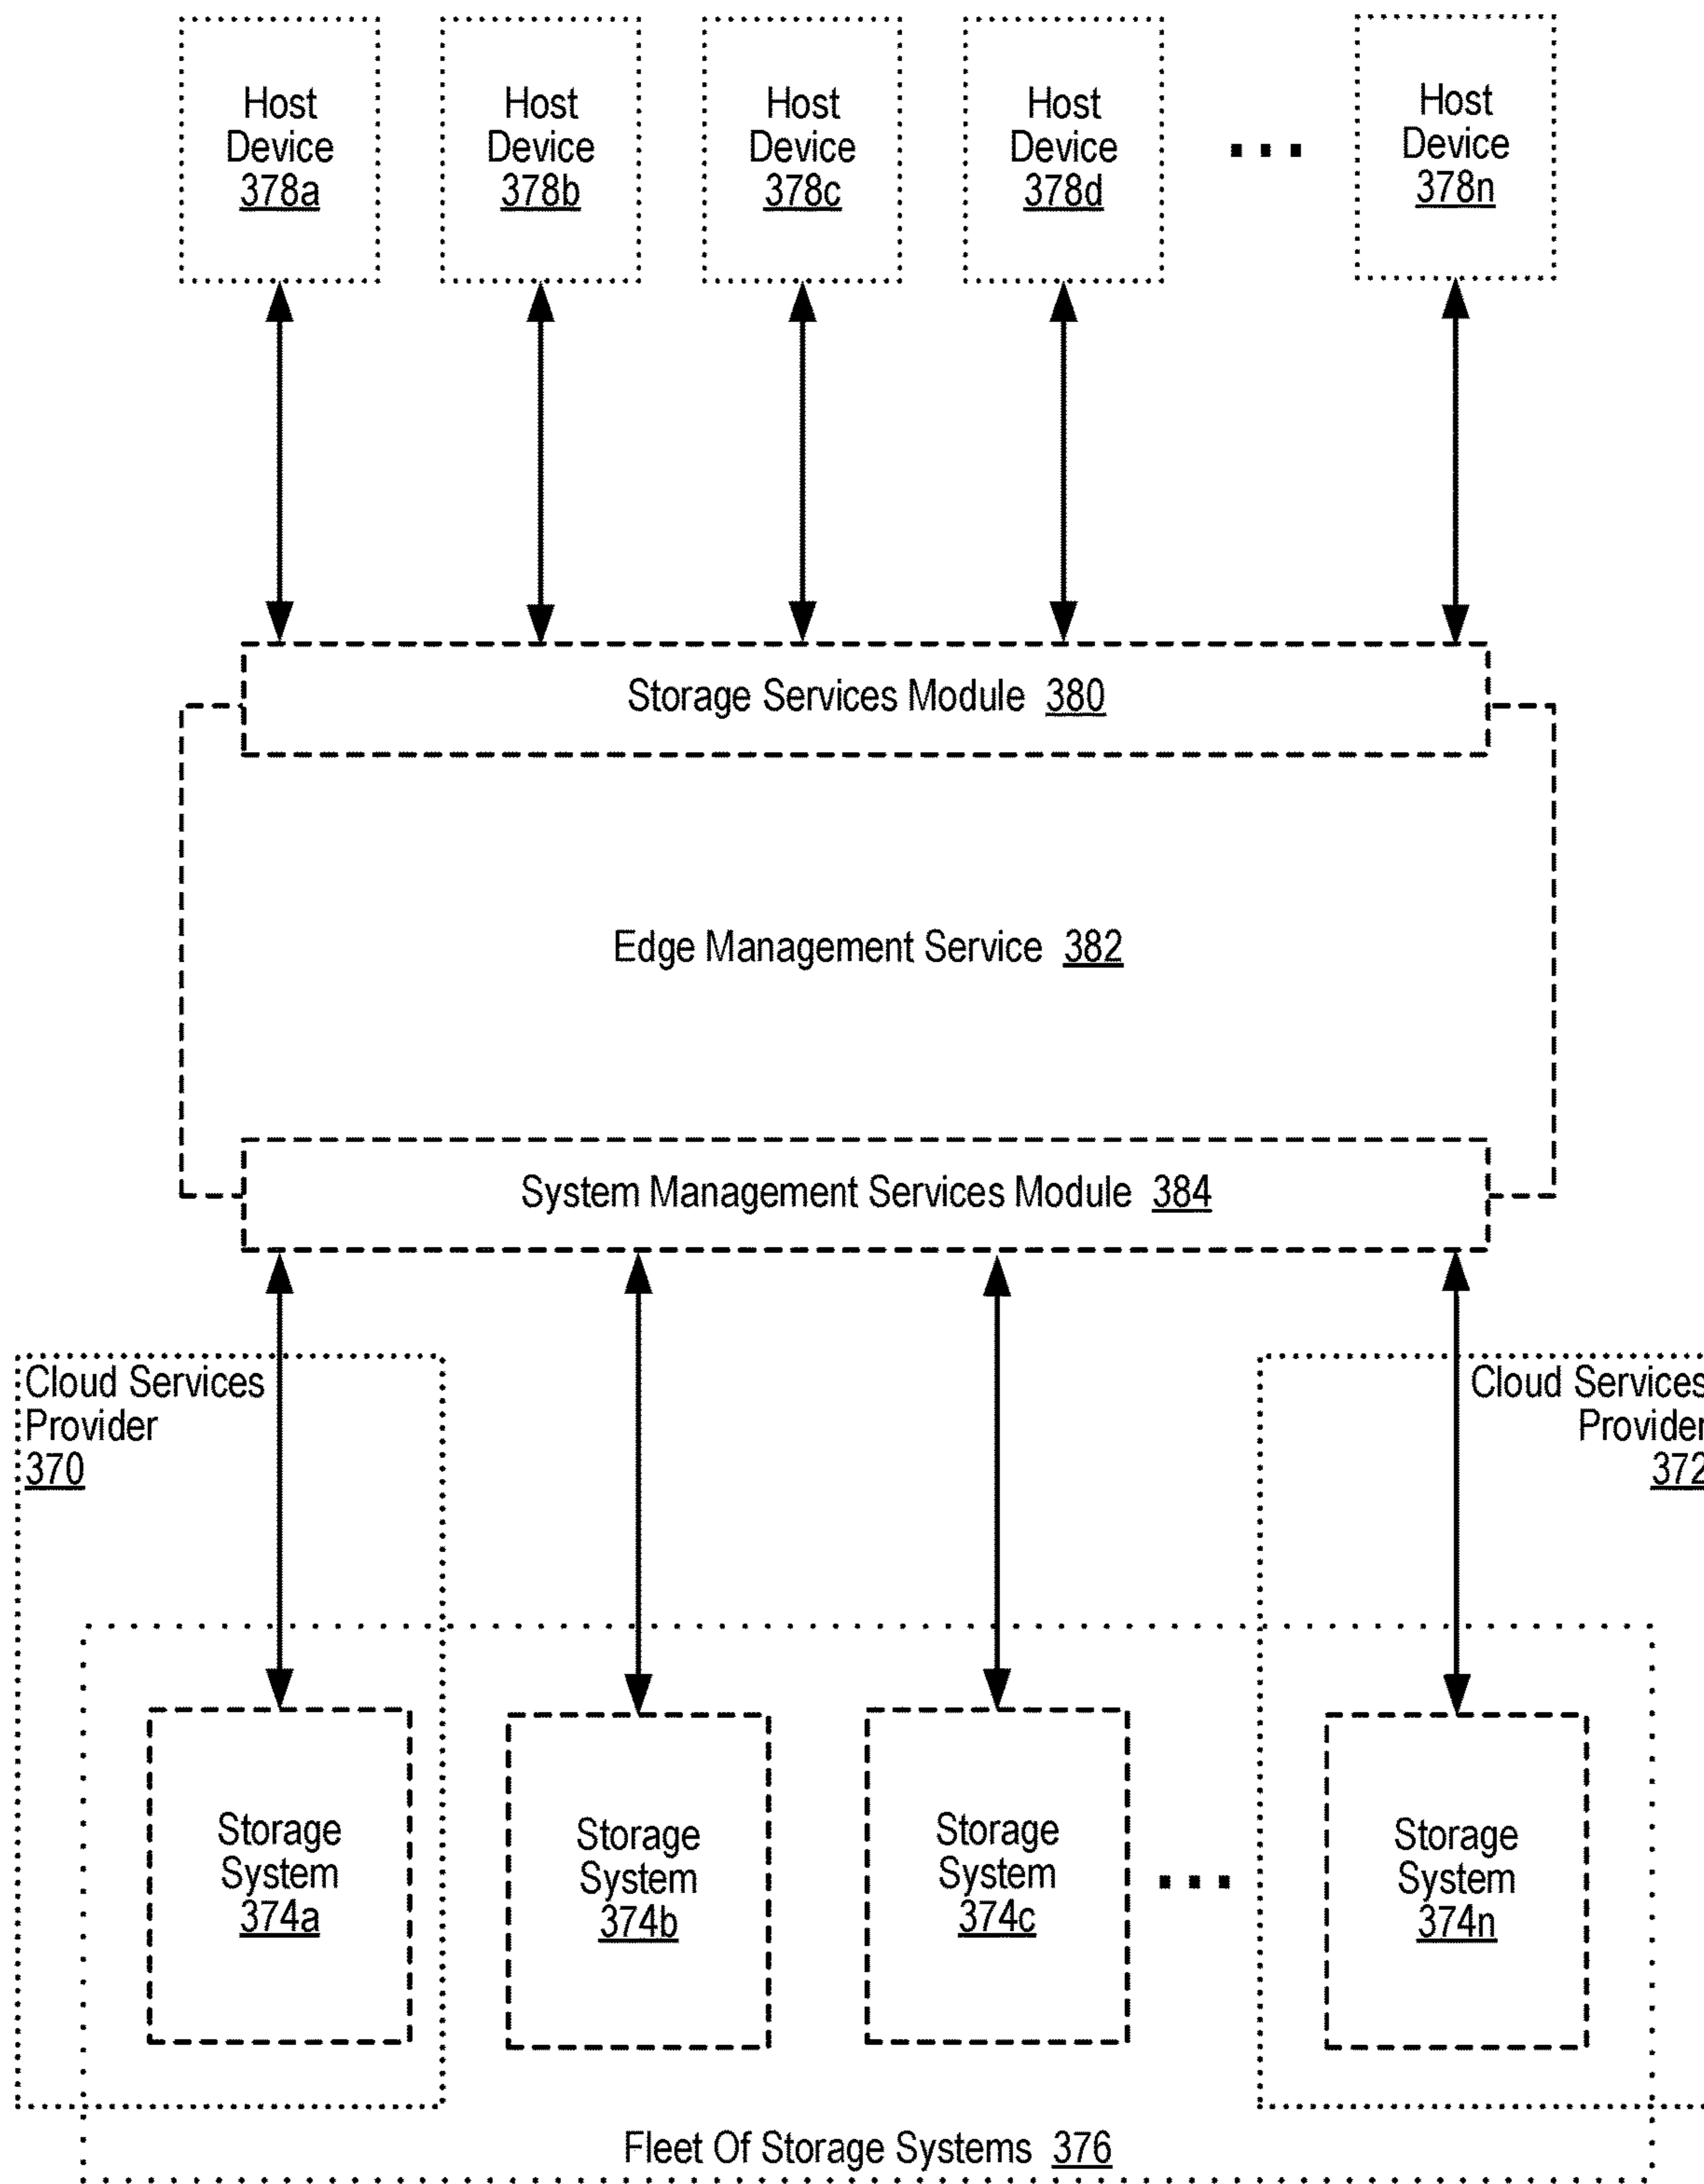 Host
Device
378a
Host
Device
378b
Host
Device
378c
Host
Device
378d
...
Host
Device
378n
Storage Services Module 380
Edge Management Service 382
System Management Services Module 384
Cloud Services
Provider
370
Cloud Services
Provider
372
Storage
System
374a
Storage
System
374b
Storage
System
374c
...
Storage
System
374n
Fleet Of Storage Systems 376